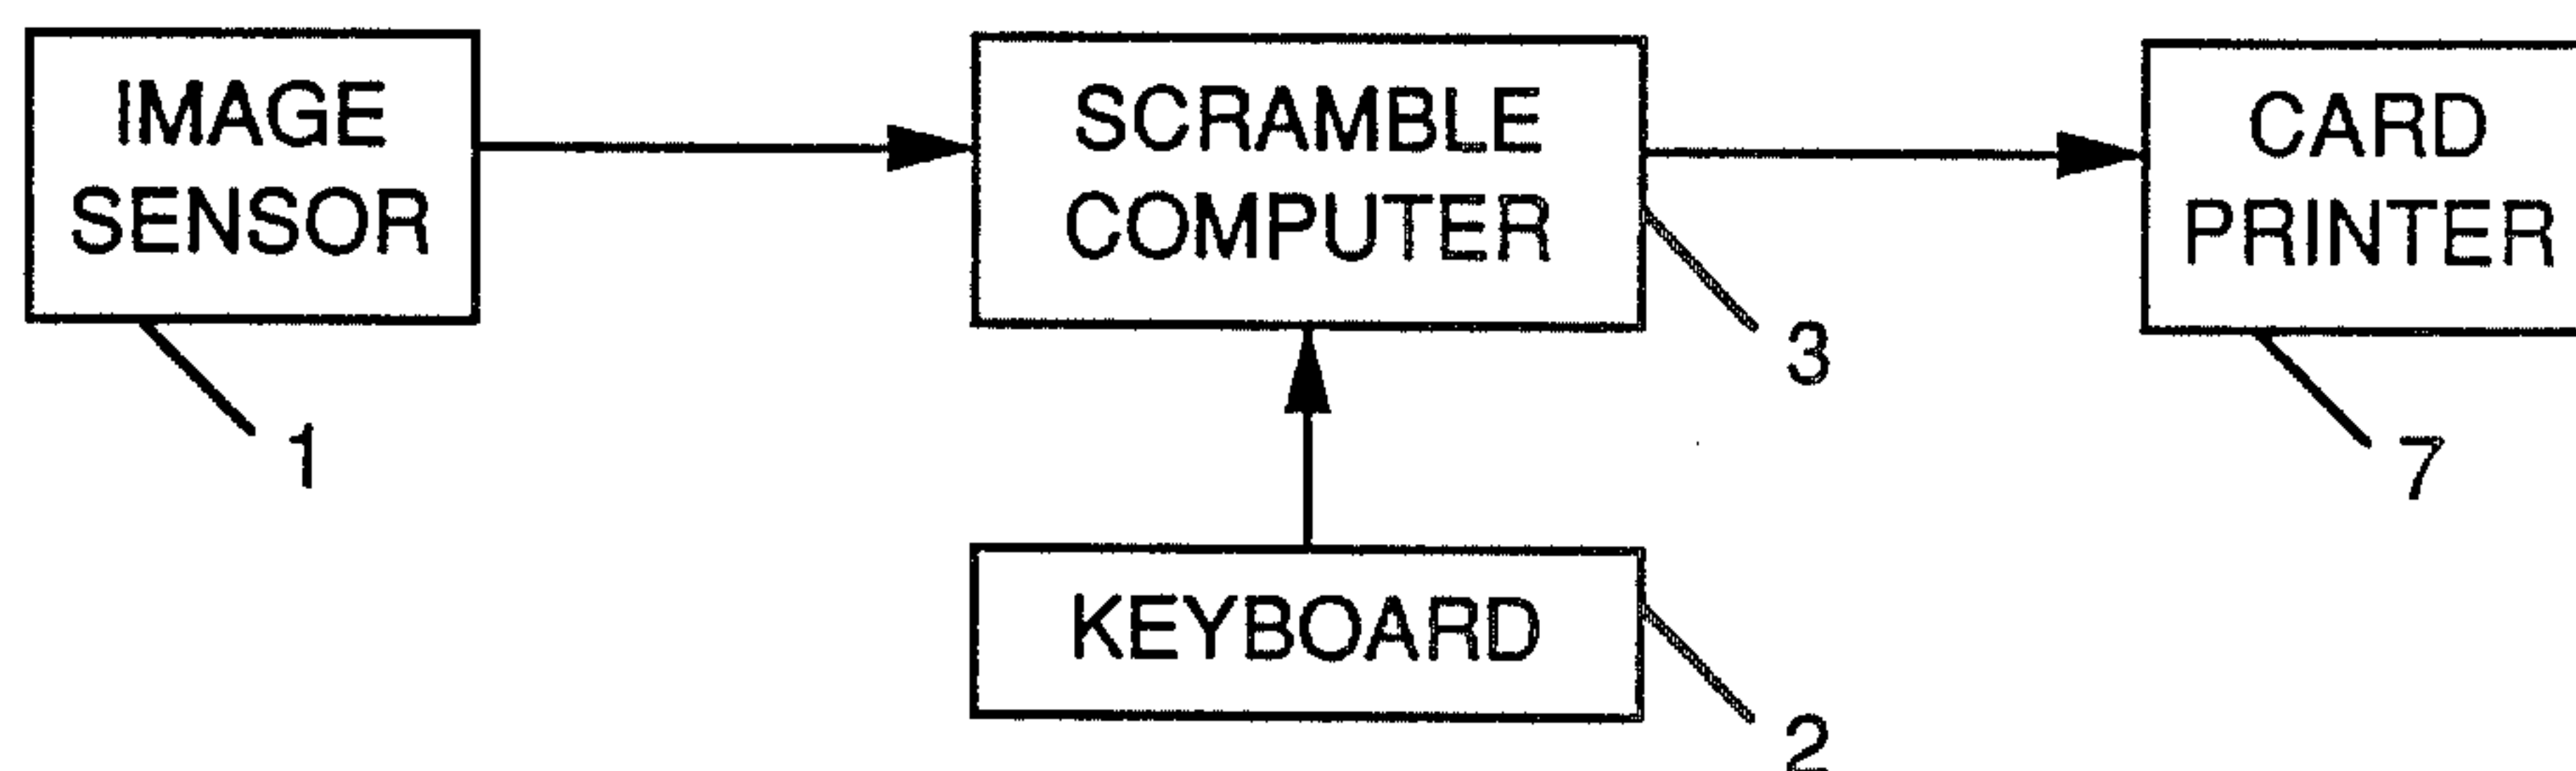 IMAGE
SENSOR
SCRAMBLE
COMPUTER
CARD
PRINTER
3
1
7
KEYBOARD
2